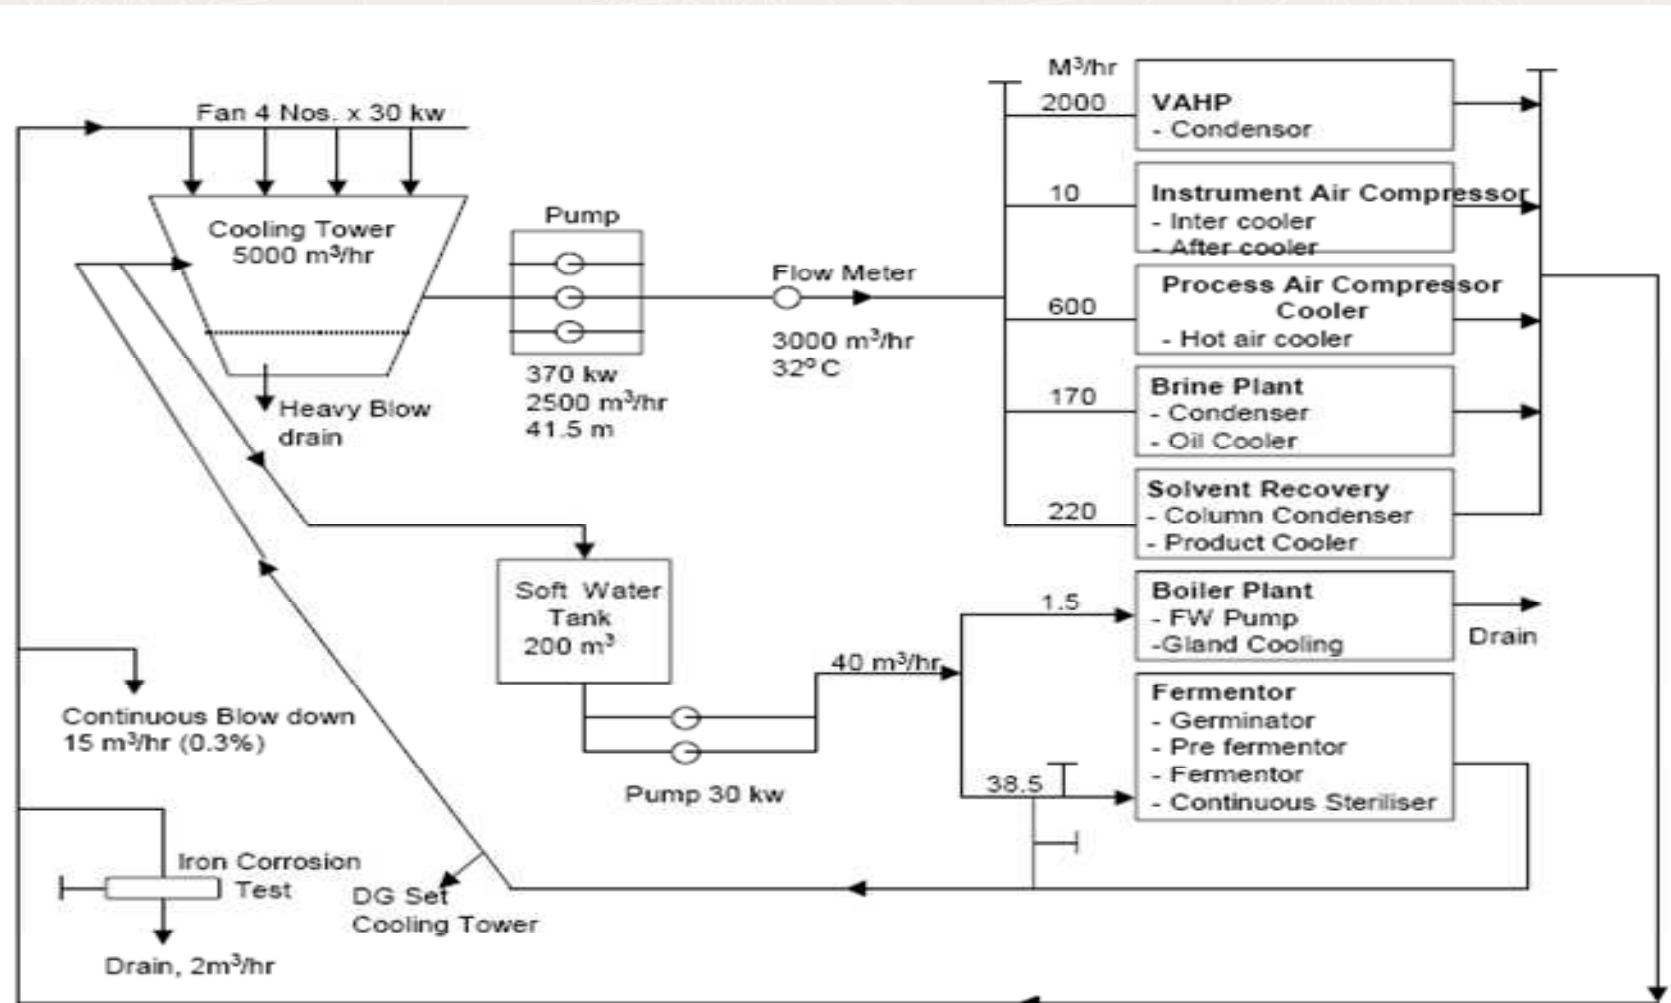 Fan 4 Nos. x 30 kw
Cooling Tower
5000 m³/hr
Heavy Blow
drain
Pump
370 kw
2500 m³/hr
41.5 m
Flow Meter
3000 m³/hr
32⁰C
M³/hr
2000
VAHP
- Condensor
10
Instrument Air Compressor
- Inter cooler
- After cooler
600
Process Air Compressor
Cooler
- Hot air cooler
170
Brine Plant
- Condenser
- Oil Cooler
220
Solvent Recovery
- Column Condenser
- Product Cooler
Soft Water
Tank
200 m³
Pump 30 kw
40 m³/hr
1.5
Boiler Plant
- FW Pump
-Gland Cooling
Drain
38.5
Fermentor
- Germinator
- Pre fermentor
- Fermentor
- Continuous Steriliser
Continuous Blow down
15 m³/hr (0.3%)
Iron Corrosion
Test
Drain, 2m³/hr
DG Set
Cooling Tower